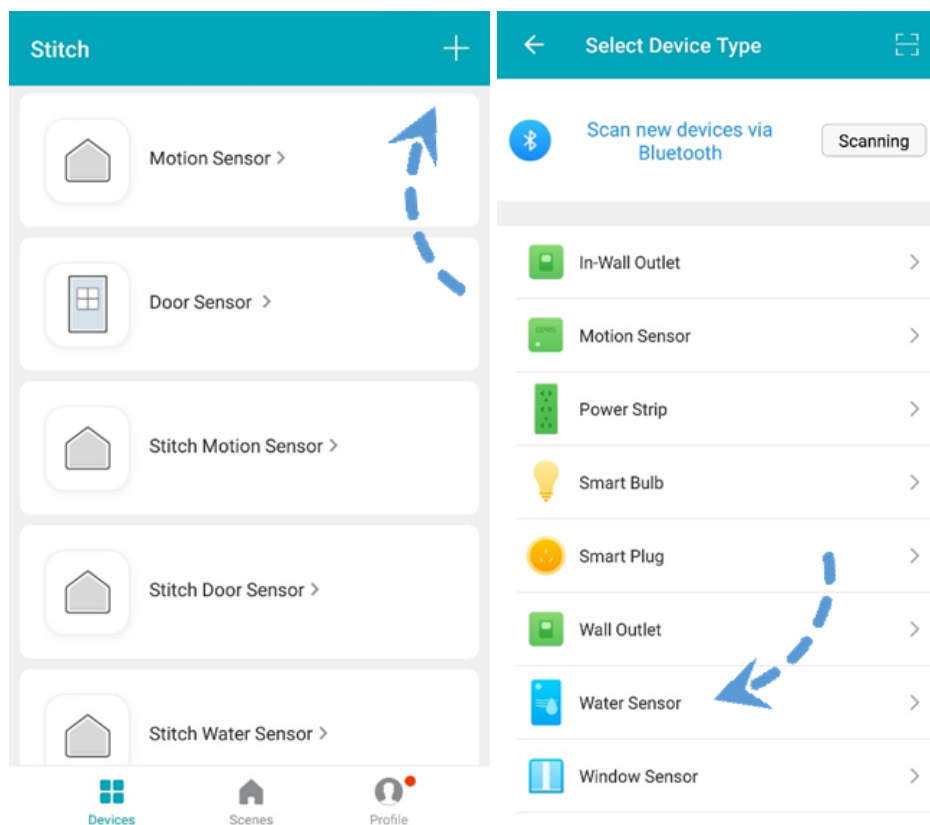 Stitch
Motion Sensor
Door Sensor
Stitch Motion Sensor
Stitch Door Sensor
Stitch Water Sensor
Devices
Scenes
Profile
Select Device Type
Scan new devices via
Bluetooth
Scanning
In-Wall Outlet
Motion Sensor
Power Strip
Smart Bulb
Smart Plug
Wall Outlet
Water Sensor
Window Sensor